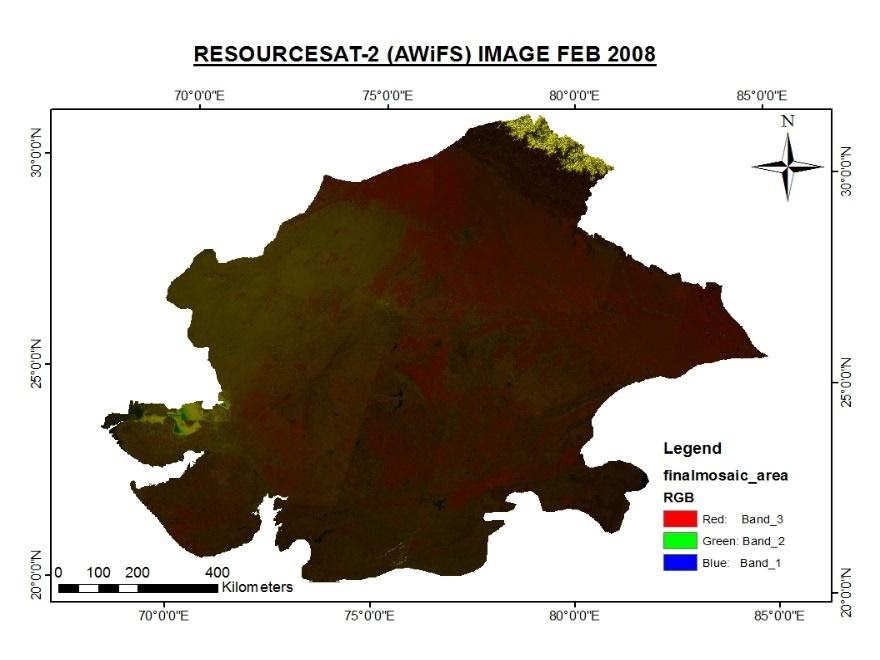 RESOURCESAT-2 (AWiFS) IMAGE FEB 2008
70°0'0"E 75°0'0"E 80°0'0"E 85°0'0"E
N
30°0'0"N
30°0'0"N
25°0'0"N
25°0'0"N
Legend
finalmosaic_area
RGB
Red: Band_3
Green: Band_2
Blue: Band_1
0 100 200 400
Kilometers
20°0'0"N
20°0'0"N
70°0'0"E 75°0'0"E 80°0'0"E 85°0'0"E